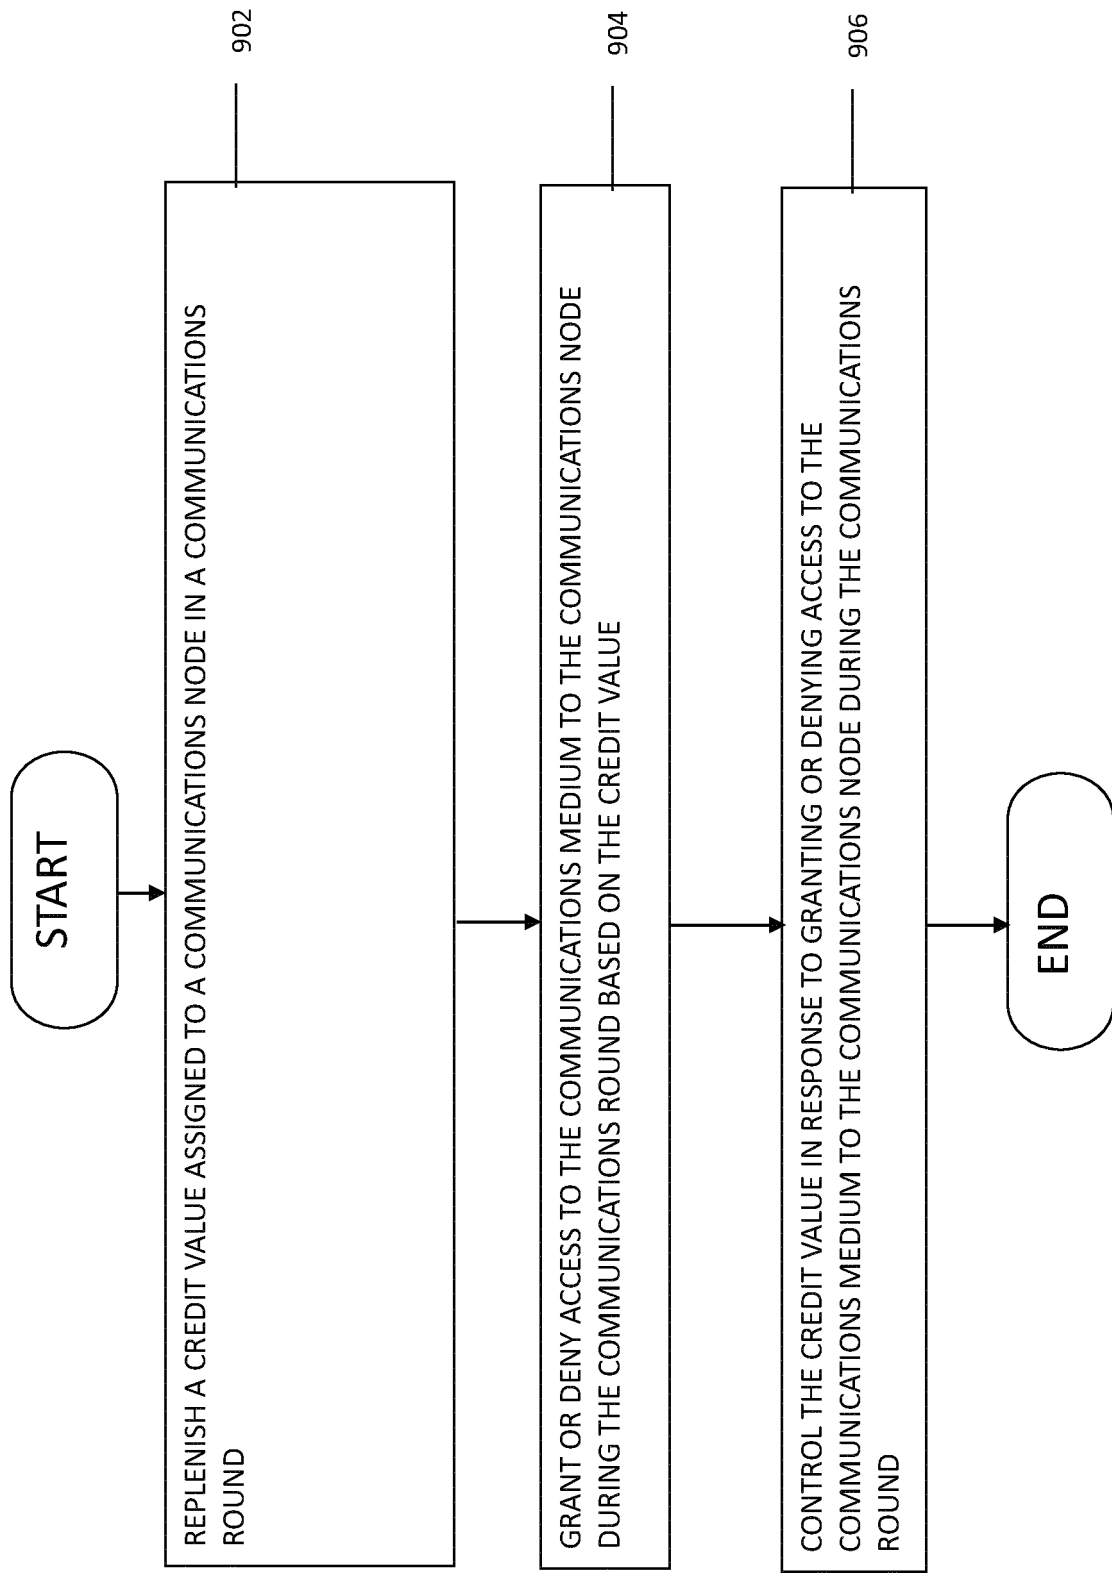 START
REPLENISH A CREDIT VALUE ASSIGNED TO A COMMUNICATIONS NODE IN A COMMUNICATIONS
ROUND
902
GRANT OR DENY ACCESS TO THE COMMUNICATIONS MEDIUM TO THE COMMUNICATIONS NODE
DURING THE COMMUNICATIONS ROUND BASED ON THE CREDIT VALUE
904
CONTROL THE CREDIT VALUE IN RESPONSE TO GRANTING OR DENYING ACCESS TO THE
COMMUNICATIONS MEDIUM TO THE COMMUNICATIONS NODE DURING THE COMMUNICATIONS
ROUND
906
END